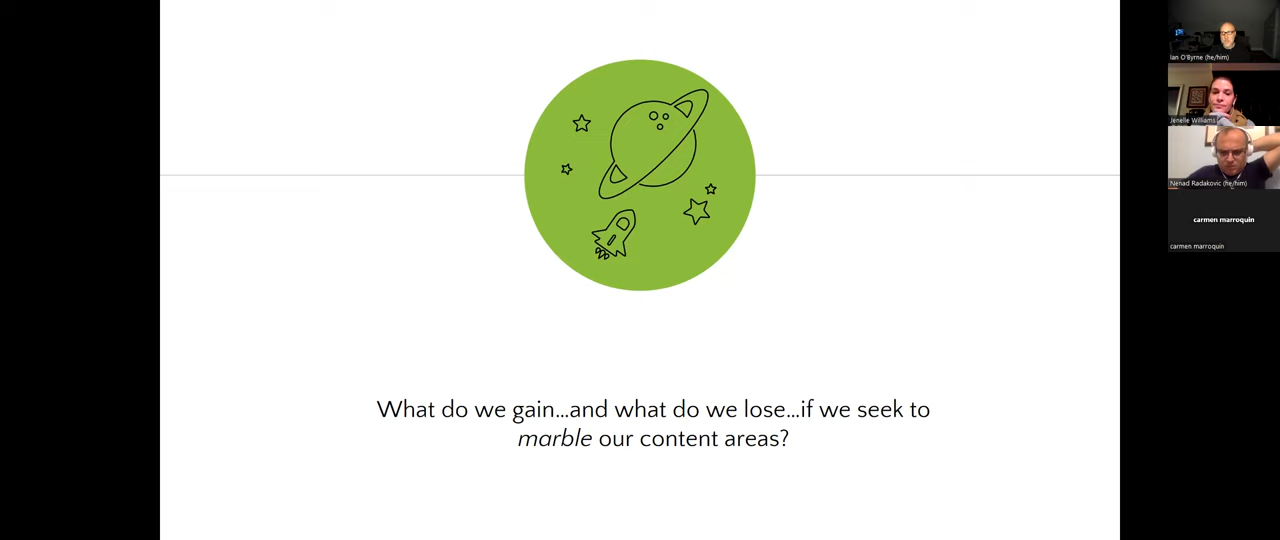 What do we gain...and what do we lose...if we seek to
marble our content areas?
Ian O'Byrne (he/him)
Jenelle Williams
Nenad Radakovic (he/him)
carmen marroquin
carmen marroquin